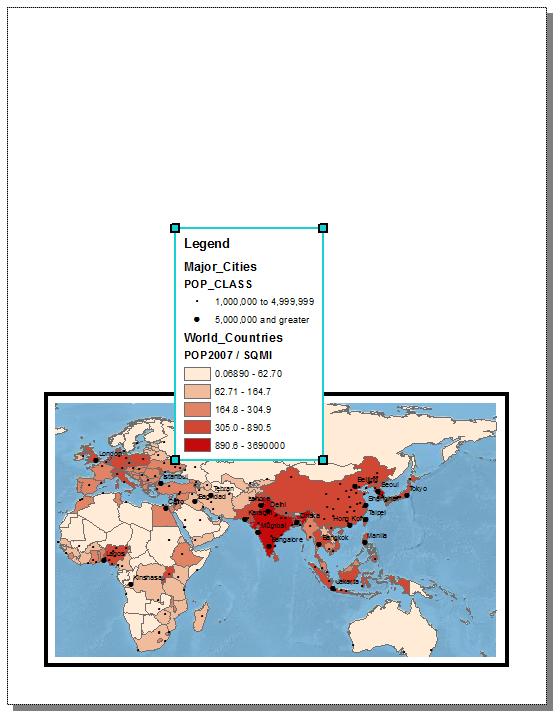 Legend
Major_Cities
POP_CLASS
1,000,000 to 4,999,999
5,000,000 and greater
World_Countries
POP2007 / SQMI
0.06890 - 62.70
62.71 - 164.7
164.8 - 304.9
305.0 - 890.5
890.6 - 3690000
London
Istanbul
Tehran
Baghdad
Cairo
Lagos
Kinshasa
Lahore
Delhi
Karachi
Mumbai
Bangalore
Dhaka
Beijing
Seoul
Tokyo
Shanghai
Taipei
Hong Kong
Bangkok
Manila
Jakarta